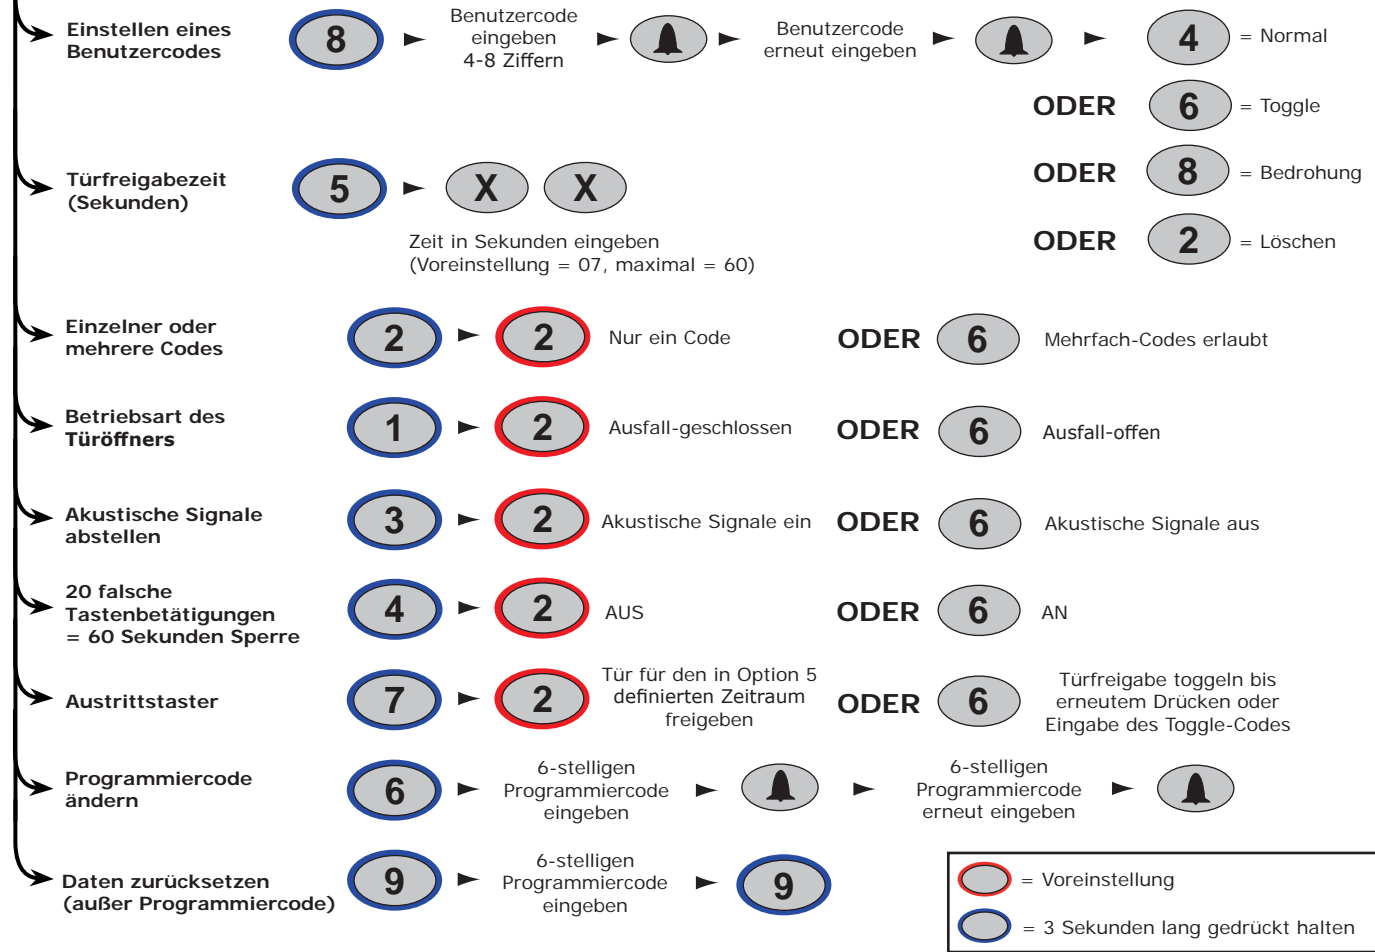 Einstellen eines
Benutzercodes
8
Benutzercode
eingeben
4-8 Ziffern
Benutzercode
erneut eingeben
4
= Normal
ODER
6
= Toggle
ODER
8
= Bedrohung
ODER
2
= Löschen
Türfreigabezeit
(Sekunden)
5
X
X
Zeit in Sekunden eingeben
(Voreinstellung = 07, maximal = 60)
Einzelner oder
mehrere Codes
2
2
Nur ein Code
ODER
6
Mehrfach-Codes erlaubt
Betriebsart des
Türöffners
1
2
Ausfall-geschlossen
ODER
6
Ausfall-offen
Akustische Signale
abstellen
3
2
Akustische Signale ein
ODER
6
Akustische Signale aus
20 falsche
Tastenbetätigungen
= 60 Sekunden Sperre
4
2
AUS
ODER
6
AN
Austrittstaster
7
2
Tür für den in Option 5
definierten Zeitraum
freigeben
ODER
6
Türfreigabe toggeln bis
erneutem Drücken oder
Eingabe des Toggle-Codes
Programmiercode
ändern
6
6-stelligen
Programmiercode
eingeben
6-stelligen
Programmiercode
erneut eingeben
Daten zurücksetzen
(außer Programmiercode)
9
6-stelligen
Programmiercode
eingeben
9
= Voreinstellung
= 3 Sekunden lang gedrückt halten